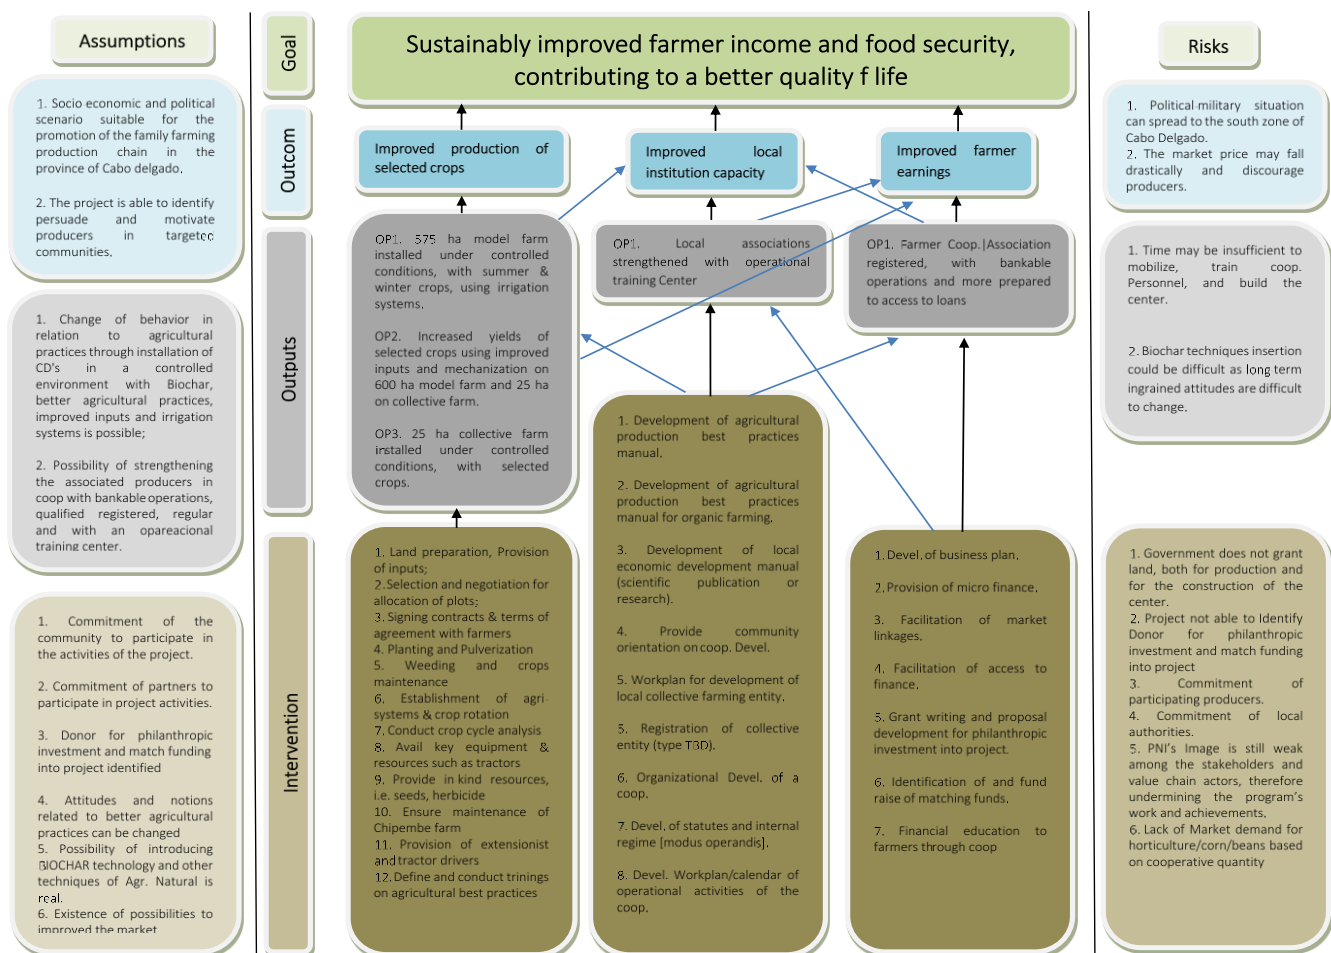 Assumptions
1. Socio economic and political
scenario suitable for the
promotion of the family farming
production chain in the
province of Cabo delgado.
2. The project is able to identify
persuade and motivate
producers in targeted
communities.
1. Change of behavior in
relation to agricultural
practices through installation of
CD's in a controlled
environment with Biochar,
better agricultural practices,
improved inputs and irrigation
systems is possible;
2. Possibility of strengthening
the associated producers in
coop with bankable operations,
qualified registered, regular
and with an opareacional
training center.
1. Commitment of the
community to participate in
the activities of the project.
2. Commitment of partners to
participate in project activities.
3. Donor for philanthropic
investment and match funding
into project identified
4. Attitudes and notions
related to better agricultural
practices can be changed
5. Possibility of introducing
BIOCHAR technology and other
techniques of Agr. Natural is
real.
6. Existence of possibilities to
improved the market
Goal
Outcom
Outputs
Intervention
Sustainably improved farmer income and food security,
contributing to a better quality f life
Improved production of
selected crops
Improved local
institution capacity
Improved farmer
earnings
OP1. 575 ha model farm
installed under controlled
conditions, with summer &
winter crops, using irrigation
systems.
OP2. Increased yields of
selected crops using improved
inputs and mechanization on
600 ha model farm and 25 ha
on collective farm.
OP3. 25 ha collective farm
installed under controlled
conditions, with selected
crops.
OP1. Local associations
strengthened with operational
training Center
OP1. Farmer Coop.|Association
registered, with bankable
operations and more prepared
to access to loans
1. Land preparation, Provision
of inputs;
2. Selection and negotiation for
allocation of plots;
3. Signing contracts & terms of
agreement with farmers
4. Planting and Pulverization
5. Weeding and crops
maintenance
6. Establishment of agri-
systems & crop rotation
7. Conduct crop cycle analysis
8. Avail key equipment &
resources such as tractors
9. Provide in kind resources,
i.e. seeds, herbicide
10. Ensure maintenance of
Chipembe farm
11. Provision of extensionist
and tractor drivers
12. Define and conduct trinings
on agricultural best practices
1. Development of agricultural
production best practices
manual.
2. Development of agricultural
production best practices
manual for organic farming.
3. Development of local
economic development manual
(scientific publication or
research).
4. Provide community
orientation on coop. Devel.
5. Workplan for development of
local collective farming entity.
5. Registration of collective
entity (type TBD).
6. Organizational Devel. of a
coop.
7. Devel. of statutes and internal
regime [modus operandis].
8. Devel. Workplan/calendar of
operational activities of the
coop.
1. Devel. of business plan.
2. Provision of micro finance.
3. Facilitation of market
linkages.
4. Facilitation of access to
finance.
5. Grant writing and proposal
development for philanthropic
investment into project.
6. Identification of and fund
raise of matching funds.
7. Financial education to
farmers through coop
Risks
1. Political-military situation
can spread to the south zone of
Cabo Delgado.
2. The market price may fall
drastically and discourage
producers.
1. Time may be insufficient to
mobilize, train coop.
Personnel, and build the
center.
2. Biochar techniques insertion
could be difficult as long term
ingrained attitudes are difficult
to change.
1. Government does not grant
land, both for production and
for the construction of the
center.
2. Project not able to Identify
Donor for philanthropic
investment and match funding
into project
3. Commitment of
participating producers.
4. Commitment of local
authorities.
5. PNI's Image is still weak
among the stakeholders and
value chain actors, therefore
undermining the program's
work and achievements.
6. Lack of Market demand for
horticulture/corn/beans based
on cooperative quantity